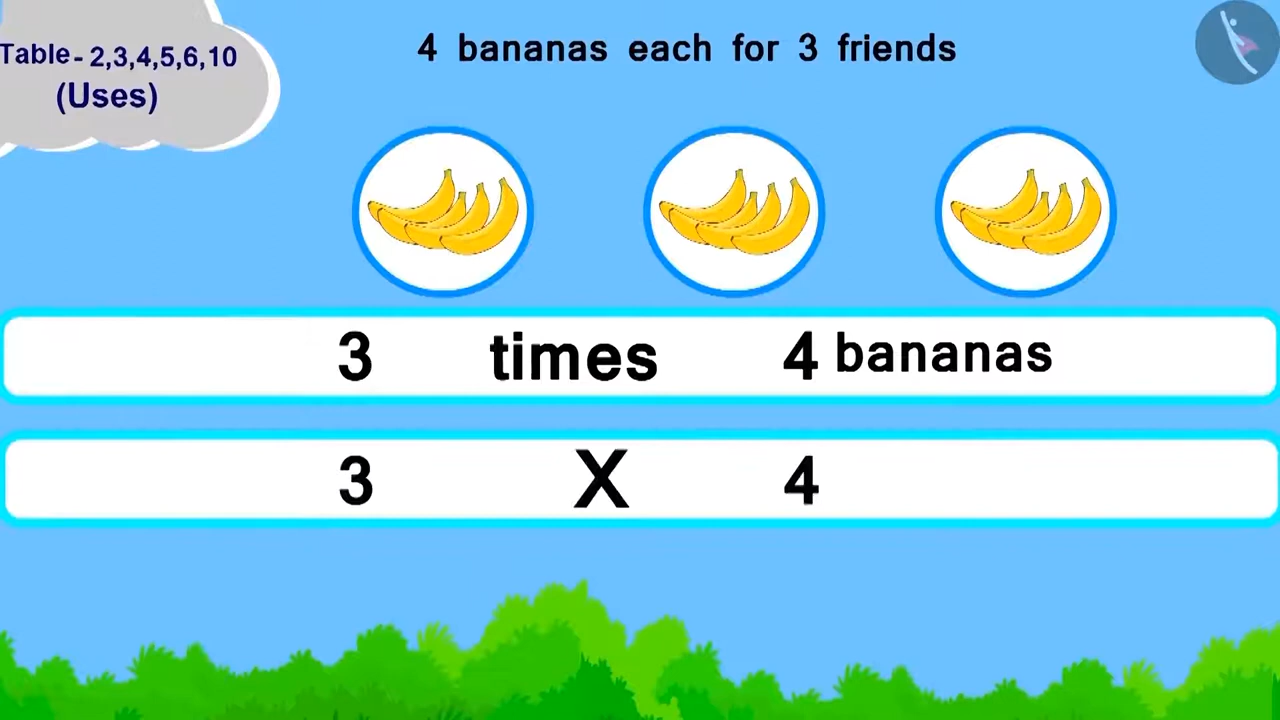 Table - 2,3,4,5,6,10
(Uses)
4 bananas each for 3 friends
3 times 4 bananas
3 X 4